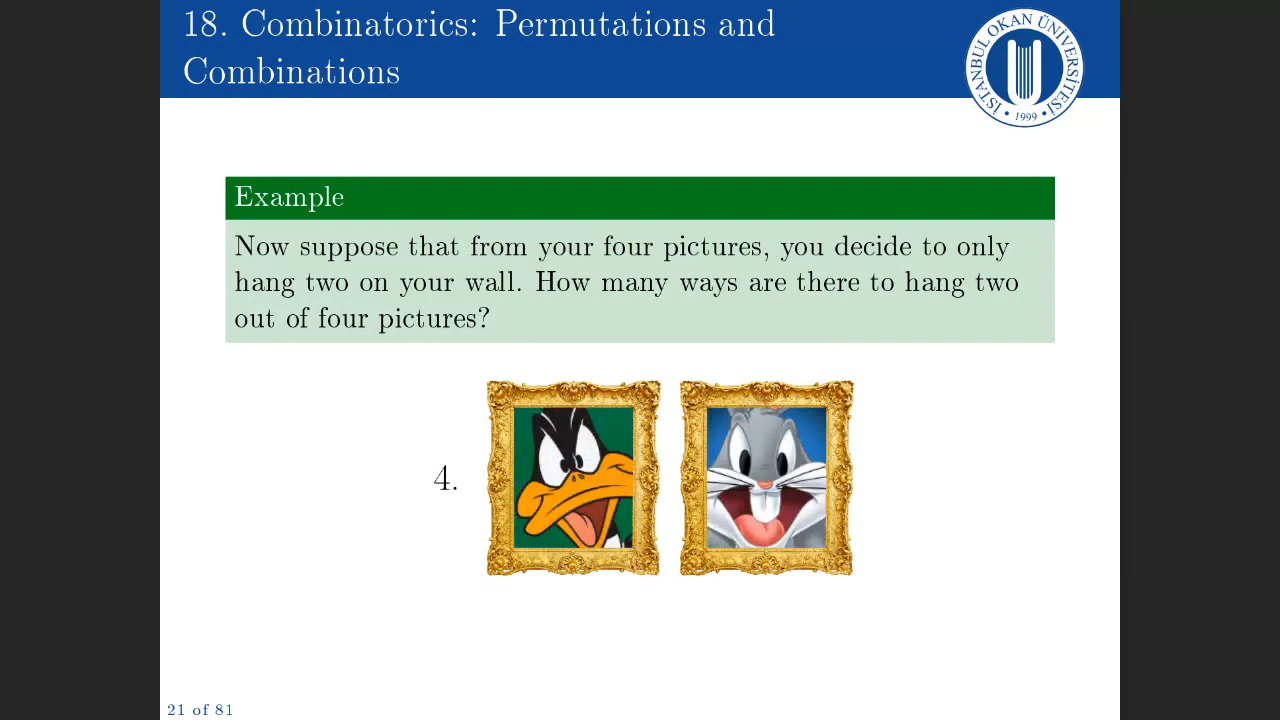 18. Combinatorics: Permutations and
Combinations
İSTANBUL OKAN ÜNİVERSİTESİ
• 1999 •
Example
Now suppose that from your four pictures, you decide to only
hang two on your wall. How many ways are there to hang two
out of four pictures?
4.
21 of 81